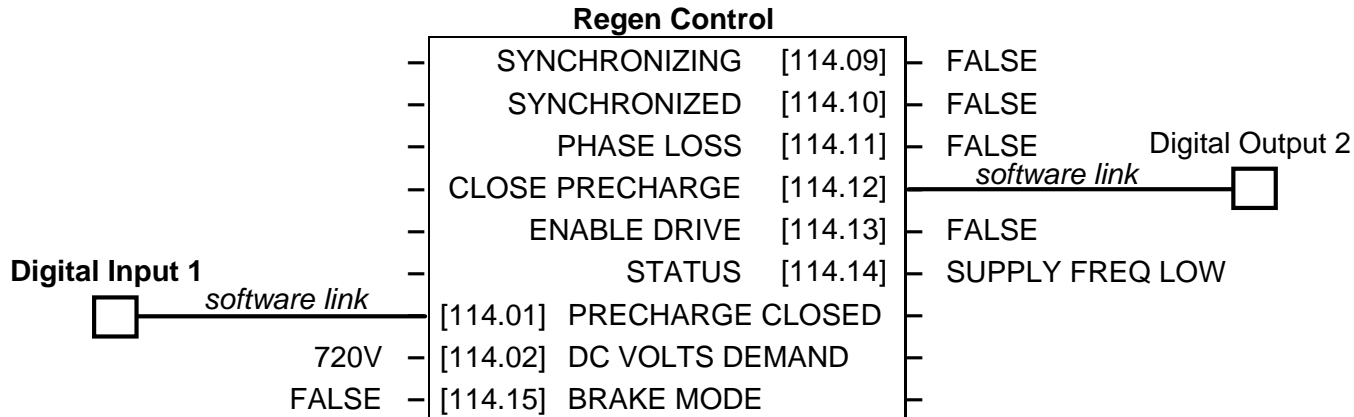 Regen Control
SYNCHRONIZING [114.09] FALSE
SYNCHRONIZED [114.10] FALSE
PHASE LOSS [114.11] FALSE Digital Output 2
CLOSE PRECHARGE [114.12] software link
ENABLE DRIVE [114.13] FALSE
Digital Input 1 STATUS [114.14] SUPPLY FREQ LOW
software link [114.01] PRECHARGE CLOSED
720V [114.02] DC VOLTS DEMAND
FALSE [114.15] BRAKE MODE